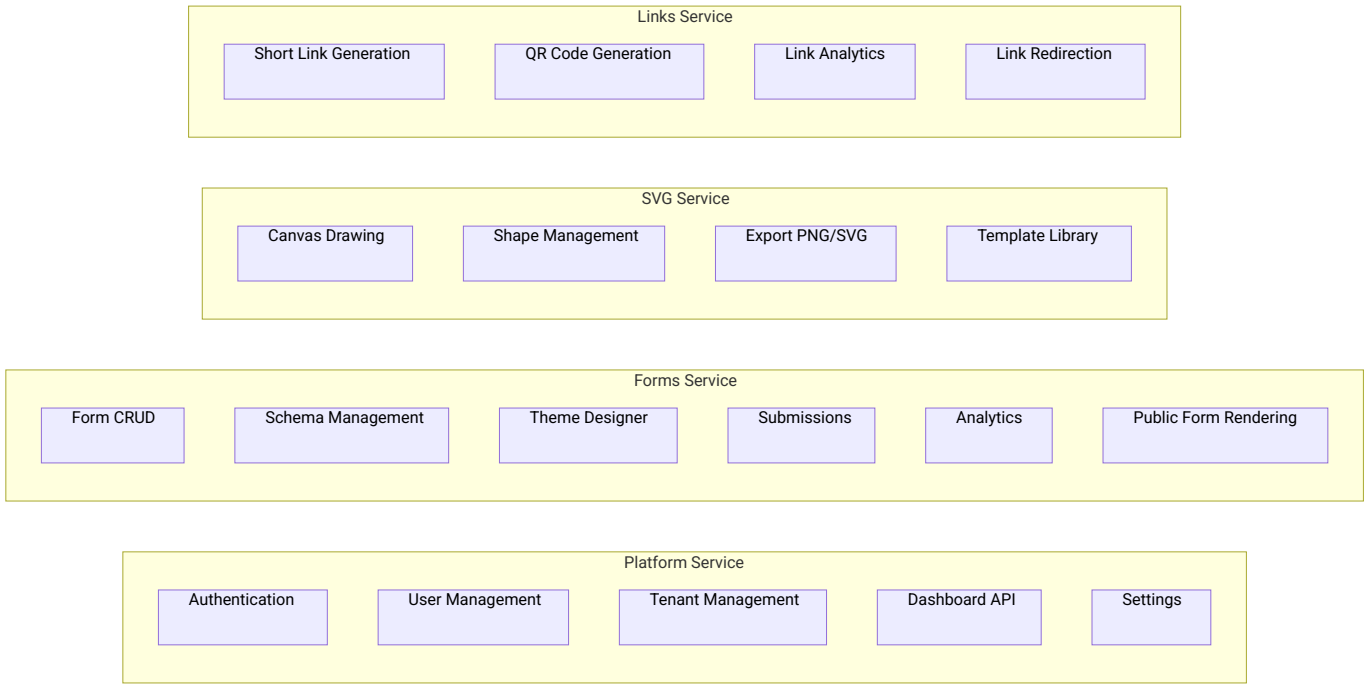 Links Service
Short Link Generation
QR Code Generation
Link Analytics
Link Redirection
SVG Service
Canvas Drawing
Shape Management
Export PNG/SVG
Template Library
Forms Service
Form CRUD
Schema Management
Theme Designer
Submissions
Analytics
Public Form Rendering
Platform Service
Authentication
User Management
Tenant Management
Dashboard API
Settings